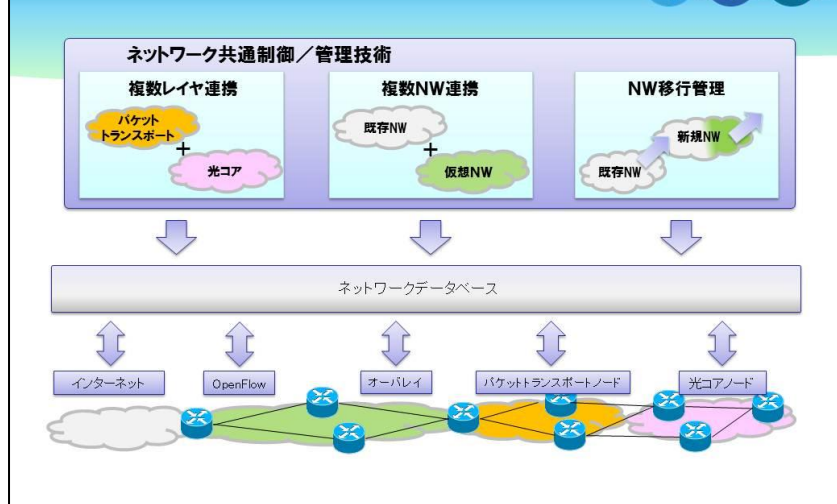 ネットワーク共通制御／管理技術
複数レイヤ連携
パケット
トランスポート
+
光コア
複数NW連携
既存NW
+
仮想NW
NW移行管理
新規NW
既存NW
ネットワークデータベース
インターネット
OpenFlow
オーバレイ
パケットトランスポートノード
光コアノード